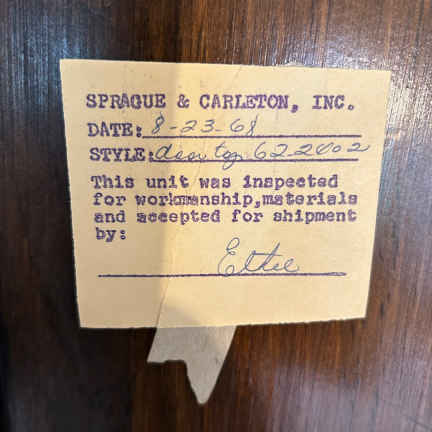 SPRAGUE & CARLETON, INC.
DATE: 8-23-68
STYLE: 62-2002
This unit was inspected
for workmanship,materials
and accepted for shipment
by:
Ethel